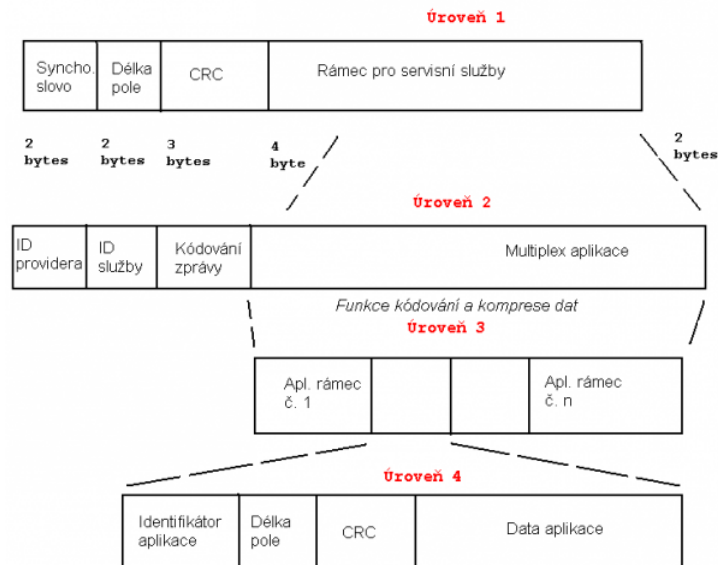 Úroveň 1
Syncho.
slovo
Délka
pole
CRC
Rámec pro servisní služby
2
bytes
2
bytes
3
bytes
4
byte
2
bytes
Úroveň 2
ID
providera
ID
služby
Kódování
zprávy
Multiplex aplikace
Funkce kódování a komprese dat
Úroveň 3
Apl. rámec
č. 1
Apl. rámec
č. n
Úroveň 4
Identifikátor
aplikace
Délka
pole
CRC
Data aplikace